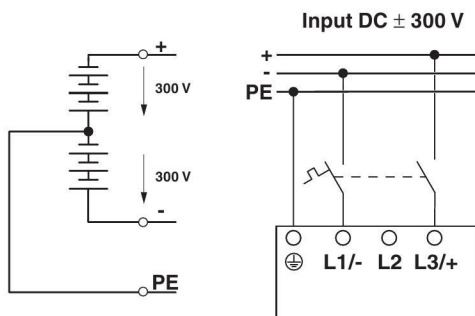 Input DC ± 300 V
+
300 V
300 V
-
PE
+
-
PE
L1/- L2 L3/+